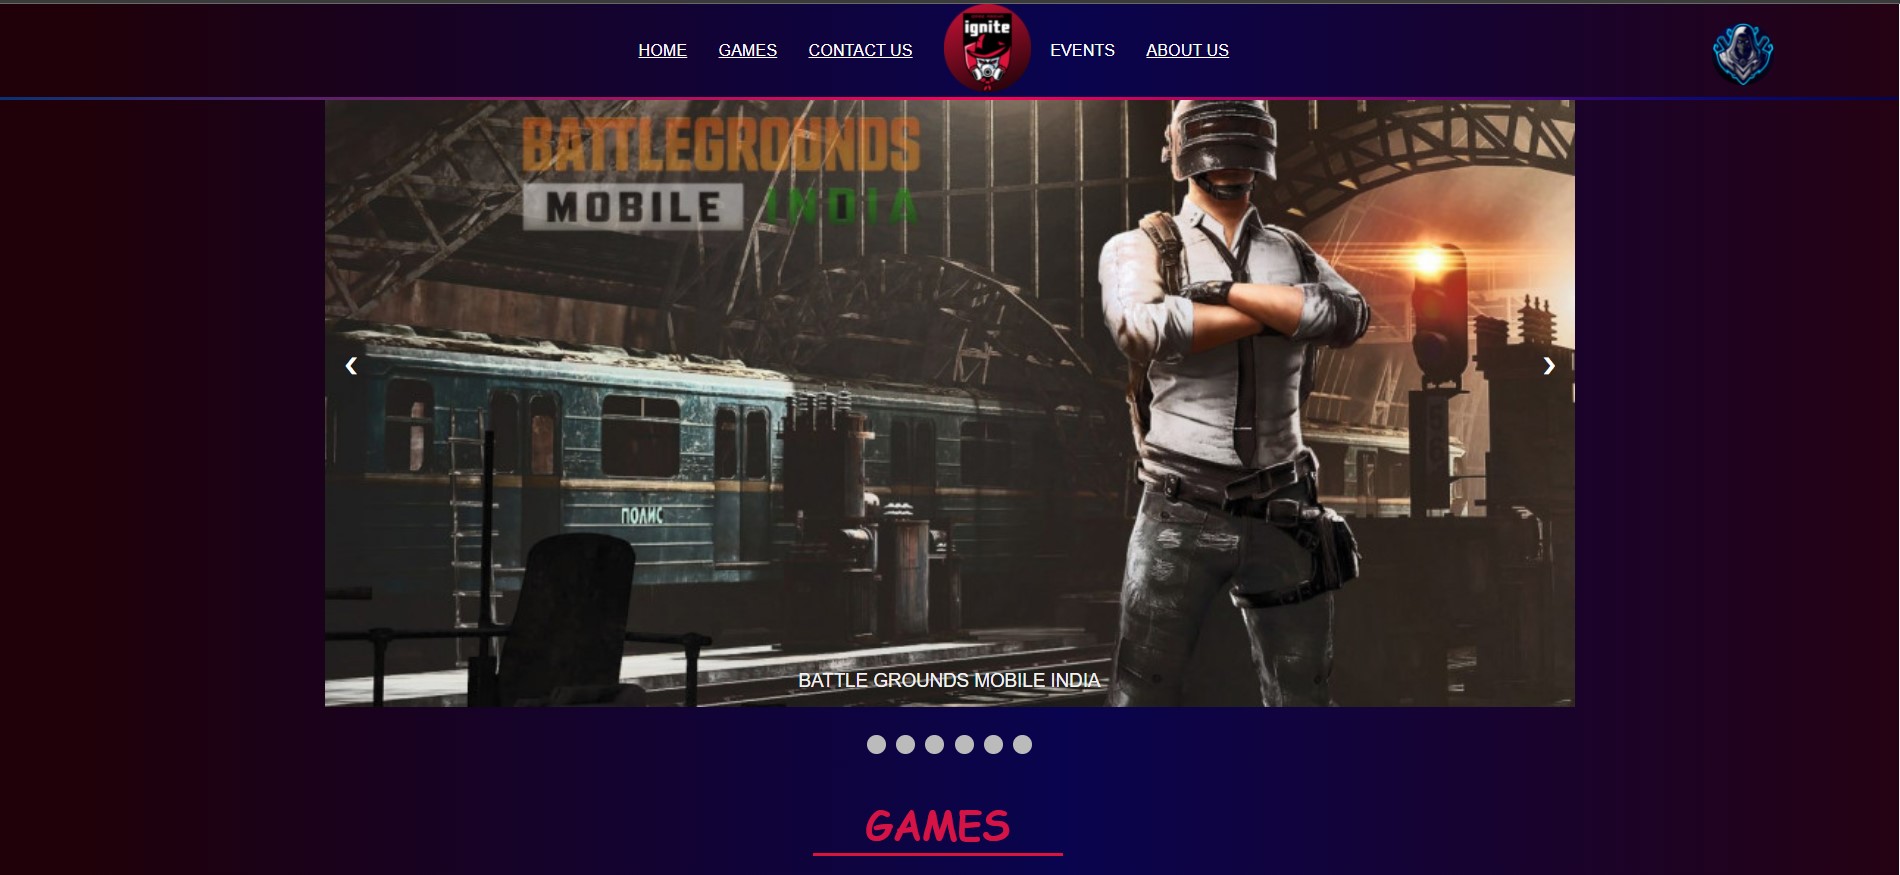 HOME GAMES CONTACT US ignite EVENTS ABOUT US
BATTLEGROUNDS
MOBILE INDIA
ПОЛИС
BATTLE GROUNDS MOBILE INDIA
GAMES